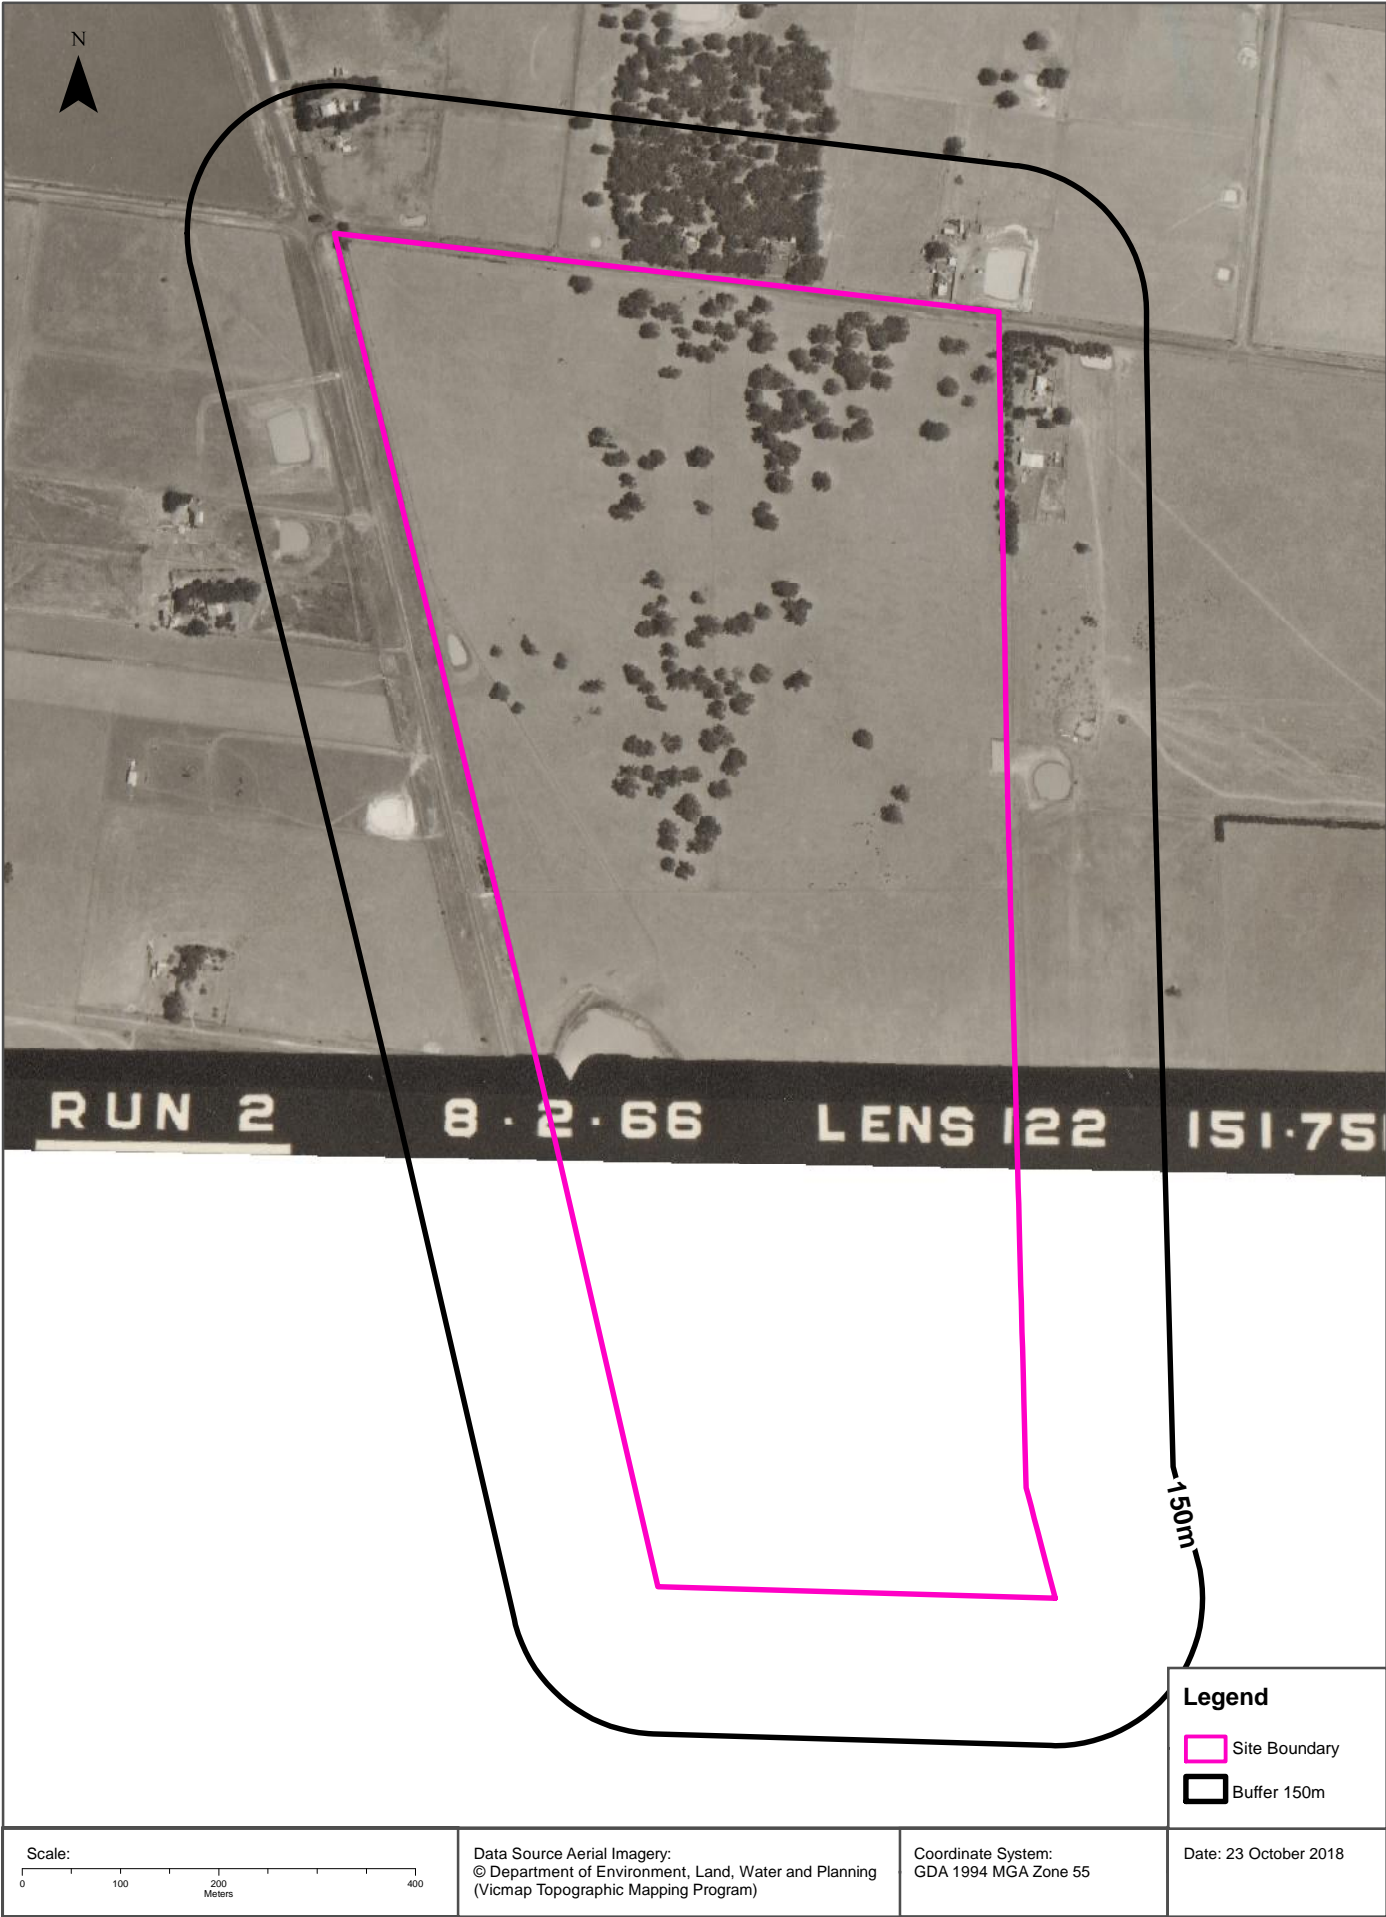 N
RUN 2 8·2·66 LENS 122 151·75
150m
Legend
Site Boundary
Buffer 150m
Scale:
0 100 200 400
Meters
Data Source Aerial Imagery:
© Department of Environment, Land, Water and Planning
(Vicmap Topographic Mapping Program)
Coordinate System:
GDA 1994 MGA Zone 55
Date: 23 October 2018